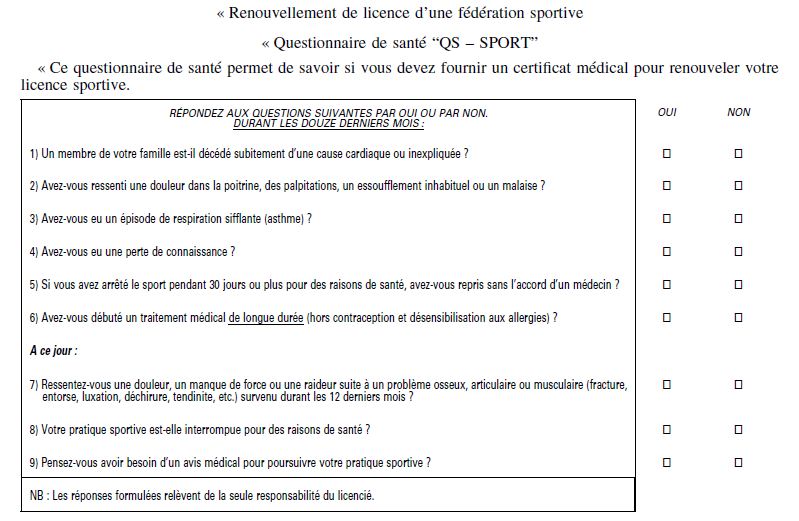 « Renouvellement de licence d'une fédération sportive
« Questionnaire de santé “QS – SPORT”
« Ce questionnaire de santé permet de savoir si vous devez fournir un certificat médical pour renouveler votre
licence sportive.
RÉPONDEZ AUX QUESTIONS SUIVANTES PAR OUI OU PAR NON. OUI NON
DURANT LES DOUZE DERNIERS MOIS :
1) Un membre de votre famille est-il décédé subitement d'une cause cardiaque ou inexpliquée ? □ □
2) Avez-vous ressenti une douleur dans la poitrine, des palpitations, un essoufflement inhabituel ou un malaise ? □ □
3) Avez-vous eu un épisode de respiration sifflante (asthme) ? □ □
4) Avez-vous eu une perte de connaissance ? □ □
5) Si vous avez arrêté le sport pendant 30 jours ou plus pour des raisons de santé, avez-vous repris sans l'accord d'un médecin ? □ □
6) Avez-vous débuté un traitement médical de longue durée (hors contraception et désensibilisation aux allergies) ? □ □
A ce jour :
7) Ressentez-vous une douleur, un manque de force ou une raideur suite à un problème osseux, articulaire ou musculaire (fracture, □ □
entorse, luxation, déchirure, tendinite, etc.) survenu durant les 12 derniers mois ?
8) Votre pratique sportive est-elle interrompue pour des raisons de santé ? □ □
9) Pensez-vous avoir besoin d'un avis médical pour poursuivre votre pratique sportive ? □ □
NB : Les réponses formulées relèvent de la seule responsabilité du licencié.